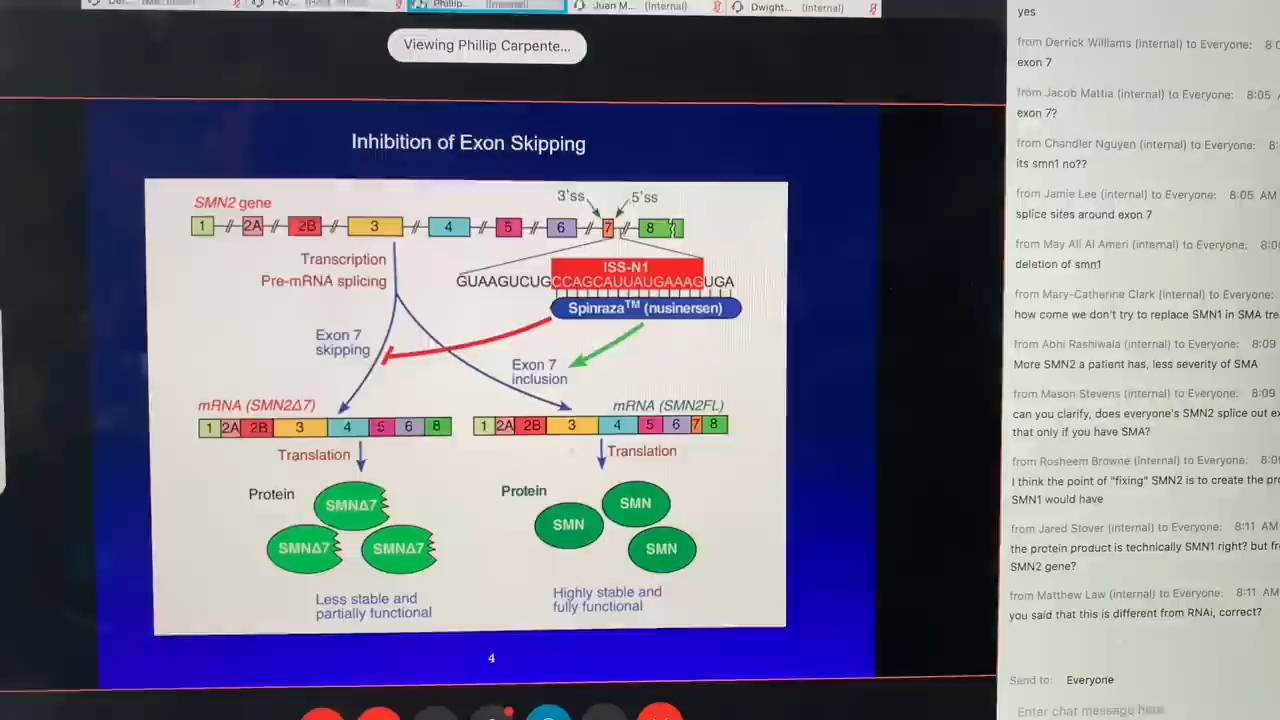 Phillip...
Juan M... (Internal)
Dwight... (Internal)
Viewing Phillip Carpente...
Inhibition of Exon Skipping
SMN2 gene
3'ss
5'ss
1 2A 2B 3 4 5 6 7 8
ISS-N1
GUAAGUCUGCCAGCAUUAUGAAAGUGA
Spinraza™ (nusinersen)
Transcription
Pre-mRNA splicing
Exon 7
skipping
Exon 7
inclusion
mRNA (SMN2Δ7)
1 2A 2B 3 4 5 6 8
Translation
Protein
SMNΔ7
SMNΔ7
SMNΔ7
Less stable and
partially functional
mRNA (SMN2FL)
1 2A 2B 3 4 5 6 7 8
Translation
Protein
SMN
SMN
SMN
Highly stable and
fully functional
4
yes
from Derrick Williams (internal) to Everyone:
exon 7
from Jacob Mattia (internal) to Everyone: 8:05
exon 7?
from Chandler Nguyen (internal) to Everyone:
its smn1 no??
from Jamie Lee (internal) to Everyone: 8:05 AM
splice sites around exon 7
from May Ali Al Ameri (internal) to Everyone:
deletion of smn1
from Mary-Catherine Clark (Internal) to Everyone:
how come we don't try to replace SMN1 in SMA
from Abhi Rashiwala (internal) to Everyone: 8:09
More SMN2 a patient has, less severity of SMA
from Mason Stevens (internal) to Everyone: 8:09
can you clarify, does everyone's SMN2 splice out
that only if you have SMA?
from Rosheem Browne (internal) to Everyone:
I think the point of "fixing" SMN2 is to create the
SMN1 would have
from Jared Stover (internal) to Everyone: 8:11 AM
the protein product is technically SMN1 right? but
SMN2 gene?
from Matthew Law (internal) to Everyone: 8:11 AM
you said that this is different from RNAi, correct?
Send to: Everyone
Enter chat message here